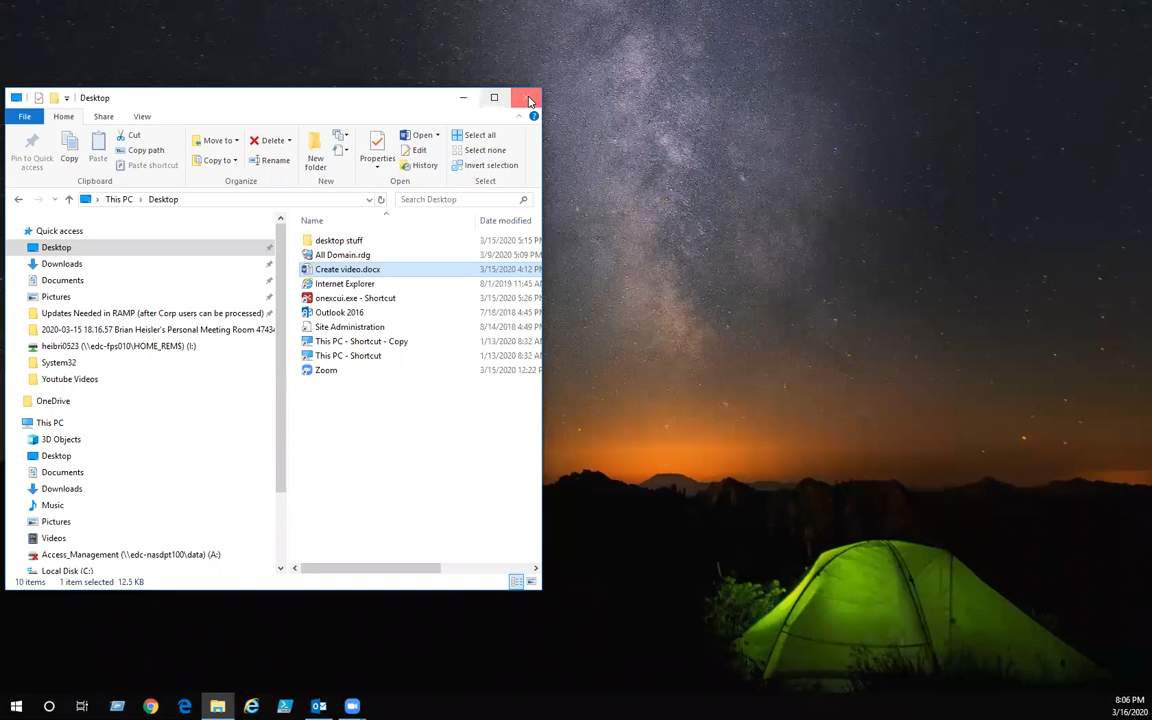 Desktop
File Home Share View
Pin to Quick access
Copy
Paste
Cut
Copy path
Paste shortcut
Clipboard
Move to
Copy to
Delete
Rename
Organize
New folder
New
Properties
Open
Edit
History
Open
Select all
Select none
Invert selection
Select
This PC > Desktop
Search Desktop
Quick access
Desktop
Downloads
Documents
Pictures
Updates Needed in RAMP (after Corp users can be processed)
2020-03-15 18.16.57 Brian Heisler's Personal Meeting Room 47434
heibri0523 (\\edc-fps010\HOME_REMS) (I:)
System32
Youtube Videos
OneDrive
This PC
3D Objects
Desktop
Documents
Downloads
Music
Pictures
Videos
Access_Management (\\edc-nasdpt100\data) (A:)
Local Disk (C:)
Name Date modified
desktop stuff 3/15/2020 5:15 PM
All Domain.rdg 3/9/2020 5:09 PM
Create video.docx 3/15/2020 4:12 PM
Internet Explorer 8/1/2019 11:45 AM
onexcui.exe - Shortcut 3/15/2020 5:26 PM
Outlook 2016 7/18/2018 4:45 PM
Site Administration 8/14/2018 4:49 PM
This PC - Shortcut - Copy 1/13/2020 8:32 AM
This PC - Shortcut 1/13/2020 8:32 AM
Zoom 3/15/2020 12:22 PM
10 items 1 item selected 12.5 KB
8:06 PM
3/16/2020